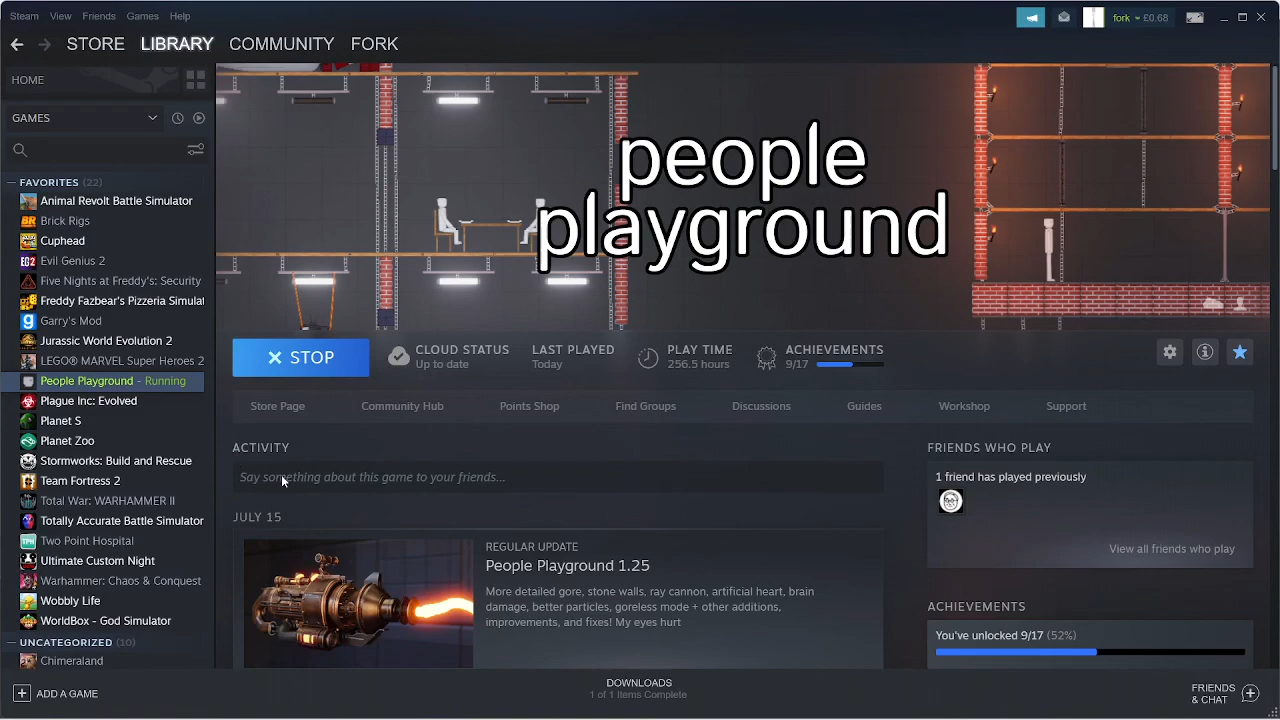 Steam View Friends Games Help
fork £0.68
STORE LIBRARY COMMUNITY FORK
HOME
GAMES
FAVORITES (22)
Animal Revolt Battle Simulator
Brick Rigs
Cuphead
Evil Genius 2
Five Nights at Freddy's: Security
Freddy Fazbear's Pizzeria Simulat
Garry's Mod
Jurassic World Evolution 2
LEGO® MARVEL Super Heroes 2
People Playground - Running
Plague Inc: Evolved
Planet S
Planet Zoo
Stormworks: Build and Rescue
Team Fortress 2
Total War: WARHAMMER II
Totally Accurate Battle Simulator
Two Point Hospital
Ultimate Custom Night
Warhammer: Chaos & Conquest
Wobbly Life
WorldBox - God Simulator
UNCATEGORIZED (10)
Chimeraland
ADD A GAME
people
playground
STOP
CLOUD STATUS
Up to date
LAST PLAYED
Today
PLAY TIME
256.5 hours
ACHIEVEMENTS
9/17
Store Page Community Hub Points Shop Find Groups Discussions Guides Workshop Support
ACTIVITY
Say something about this game to your friends...
JULY 15
REGULAR UPDATE
People Playground 1.25
More detailed gore, stone walls, ray cannon, artificial heart, brain
damage, better particles, goreless mode + other additions,
improvements, and fixes! My eyes hurt
FRIENDS WHO PLAY
1 friend has played previously
View all friends who play
ACHIEVEMENTS
You've unlocked 9/17 (52%)
DOWNLOADS
1 of 1 Items Complete
FRIENDS
& CHAT